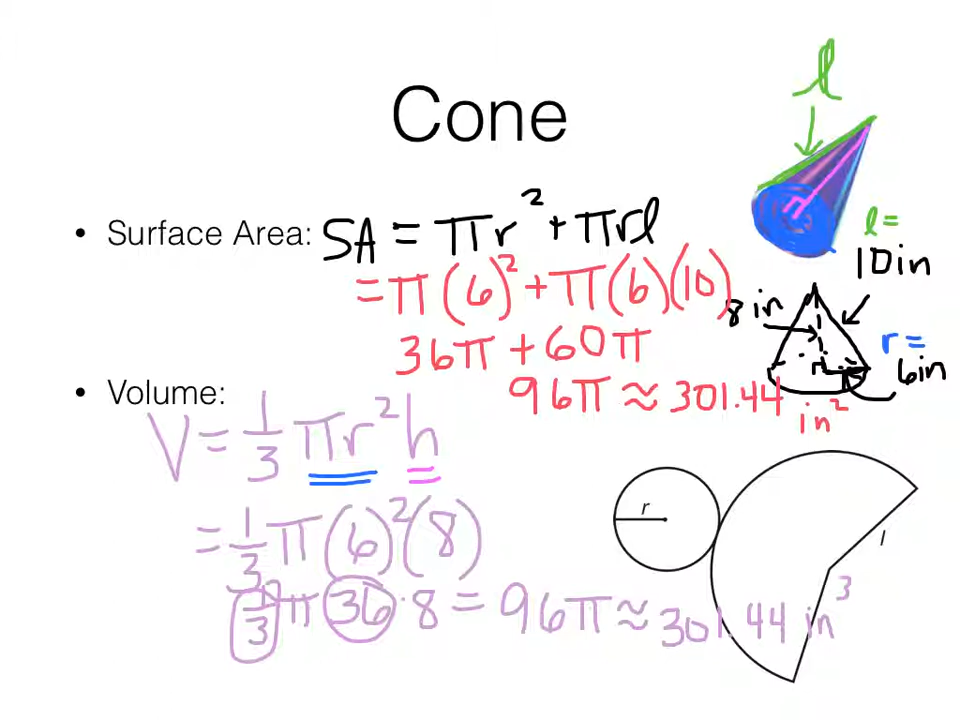 l
Cone
• Surface Area: SA = πr² + πrl
l =
10in
= π(6)² + π(6)(10)
8 in
36π + 60π
r =
6in
96π ≈ 301.44 in²
• Volume:
V = 1/3 πr²h
= 1/3 π(6)²(8)
r
l
1/3 π 36 · 8 = 96π ≈ 301.44 in³